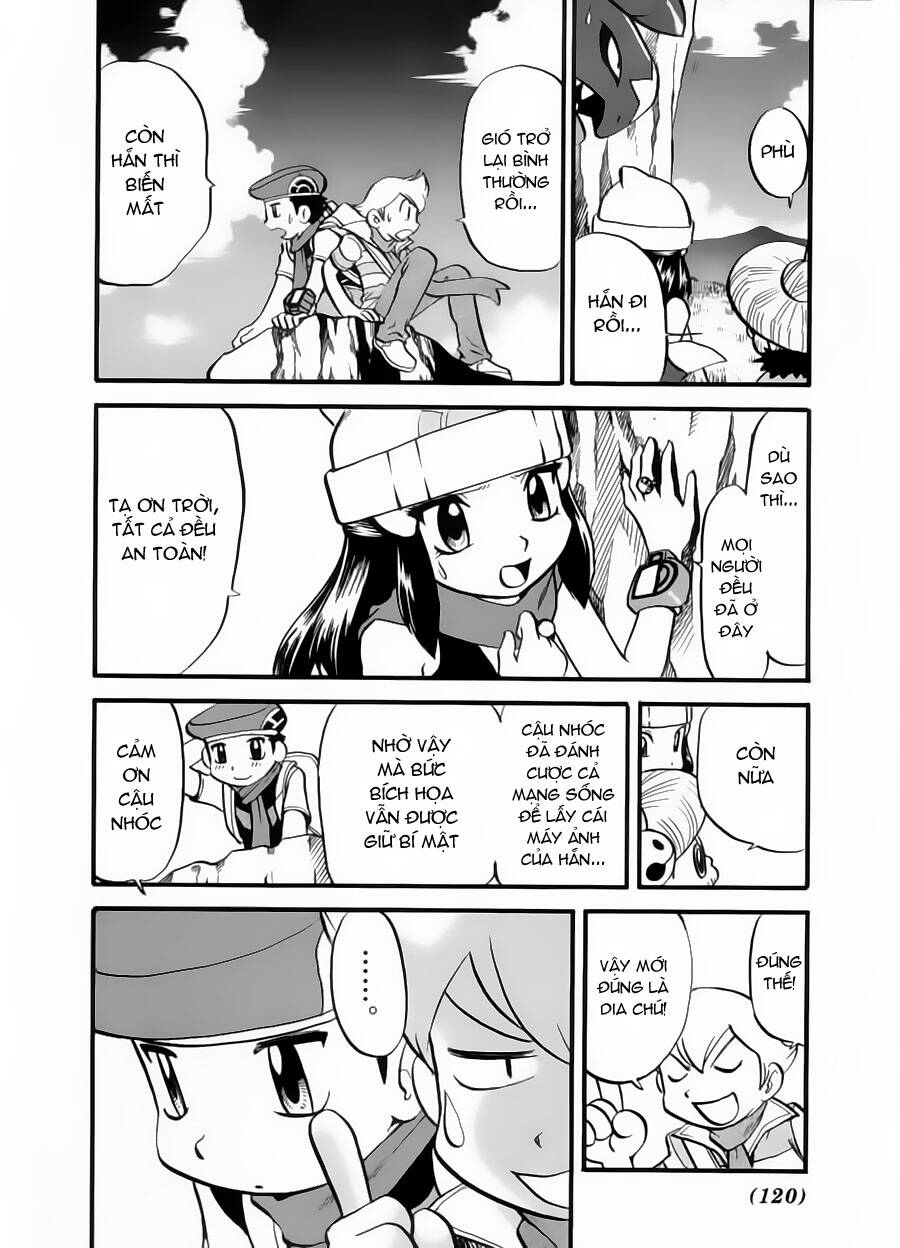 PHÙ
HẮN ĐI
RỒI...
GIÓ TRỞ
LẠI BÌNH
THƯỜNG
RỒI...
CÒN
HẮN THÌ
BIẾN
MẤT
DÙ
SAO
THÌ...
MỌI
NGƯỜI
ĐỀU
ĐÃ Ở
ĐÂY
TẠ ƠN TRỜI,
TẤT CẢ ĐỀU
AN TOÀN!
CÒN
NỮA
CẬU NHÓC
ĐÃ ĐÁNH
CƯỢC CẢ
MẠNG SỐNG
ĐỂ LẤY CÁI
MÁY ẢNH
CỦA HẮN...
NHỜ VẬY
MÀ BỨC
BÍCH HỌA
VẪN ĐƯỢC
GIỮ BÍ MẬT
CẢM
ƠN
CẬU
NHÓC
ĐÚNG
THẾ!
VẬY MỚI
ĐÚNG LÀ
DIA CHỨ!
.......
(120)